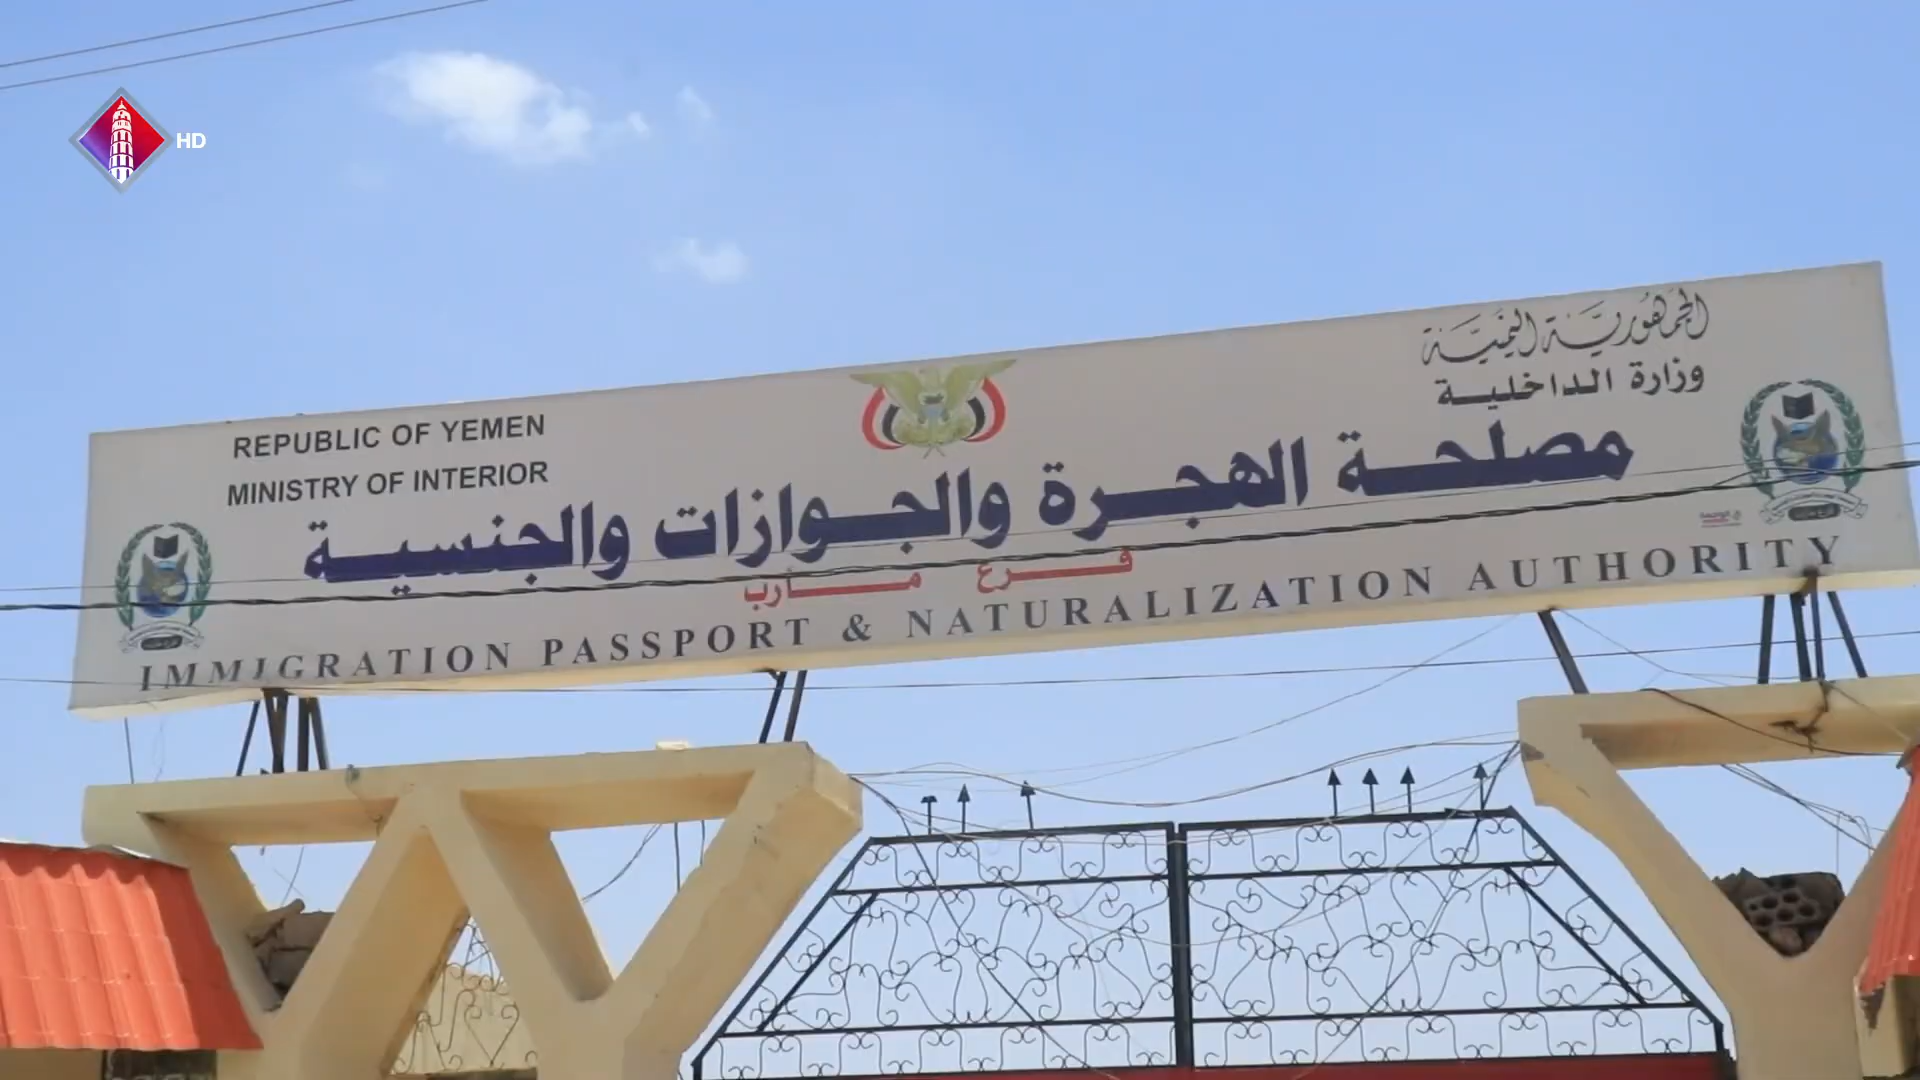 HD
الجمهورية اليمنية
وزارة الداخلية
REPUBLIC OF YEMEN
MINISTRY OF INTERIOR
مصلحة الهجرة والجوازات والجنسية
فرع مأرب
IMMIGRATION PASSPORT & NATURALIZATION AUTHORITY